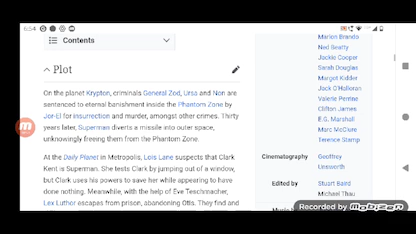 6:54
Contents
Plot
On the planet Krypton, criminals General Zod, Ursa and Non are
sentenced to eternal banishment inside the Phantom Zone by
Jor-El for insurrection and murder, amongst other crimes. Thirty
years later, Superman diverts a missile into outer space,
unknowingly freeing them from the Phantom Zone.
At the Daily Planet in Metropolis, Lois Lane suspects that Clark
Kent is Superman. She tests Clark by jumping out of a window,
but Clark uses his powers to save her while appearing to have
done nothing. Meanwhile, with the help of Eve Teschmacher,
Lex Luthor escapes from prison, abandoning Otis. They find and
Marlon Brando
Ned Beatty
Jackie Cooper
Sarah Douglas
Margot Kidder
Jack O'Halloran
Valerie Perrine
Clifton James
E.G. Marshall
Marc McClure
Terence Stamp
Cinematography Geoffrey
Unsworth
Edited by Stuart Baird
Michael Thau
Recorded by Mobizen